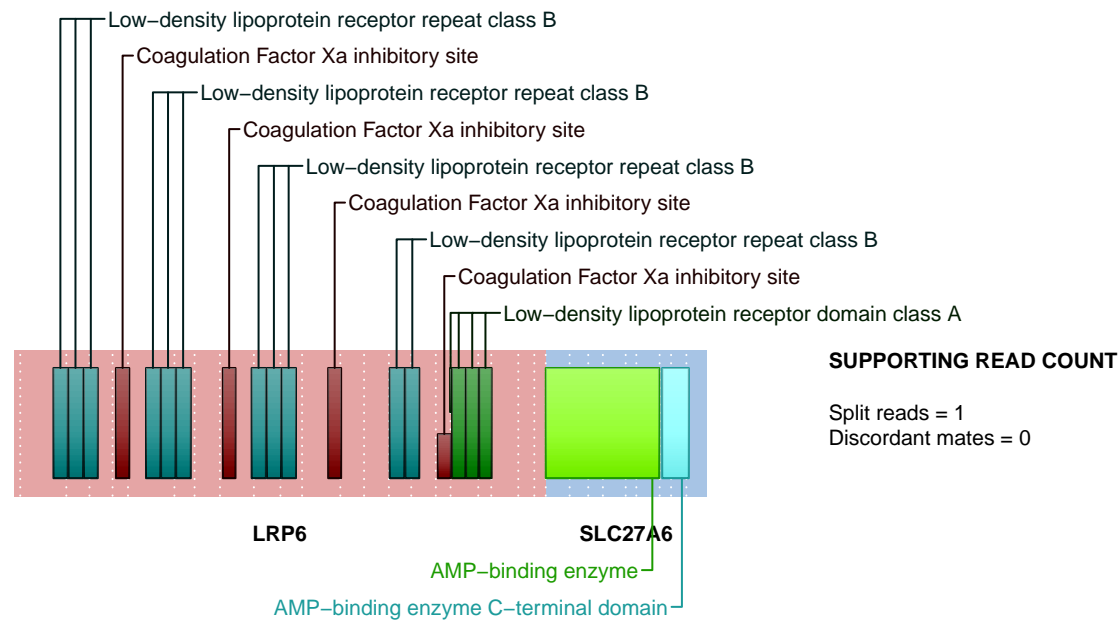 Low−density lipoprotein receptor repeat class B
Coagulation Factor Xa inhibitory site
Low−density lipoprotein receptor repeat class B
Coagulation Factor Xa inhibitory site
Low−density lipoprotein receptor repeat class B
Coagulation Factor Xa inhibitory site
Low−density lipoprotein receptor repeat class B
Coagulation Factor Xa inhibitory site
Low−density lipoprotein receptor domain class A
SUPPORTING READ COUNT
Split reads = 1
Discordant mates = 0
LRP6
SLC27A6
AMP−binding enzyme
AMP−binding enzyme C−terminal domain